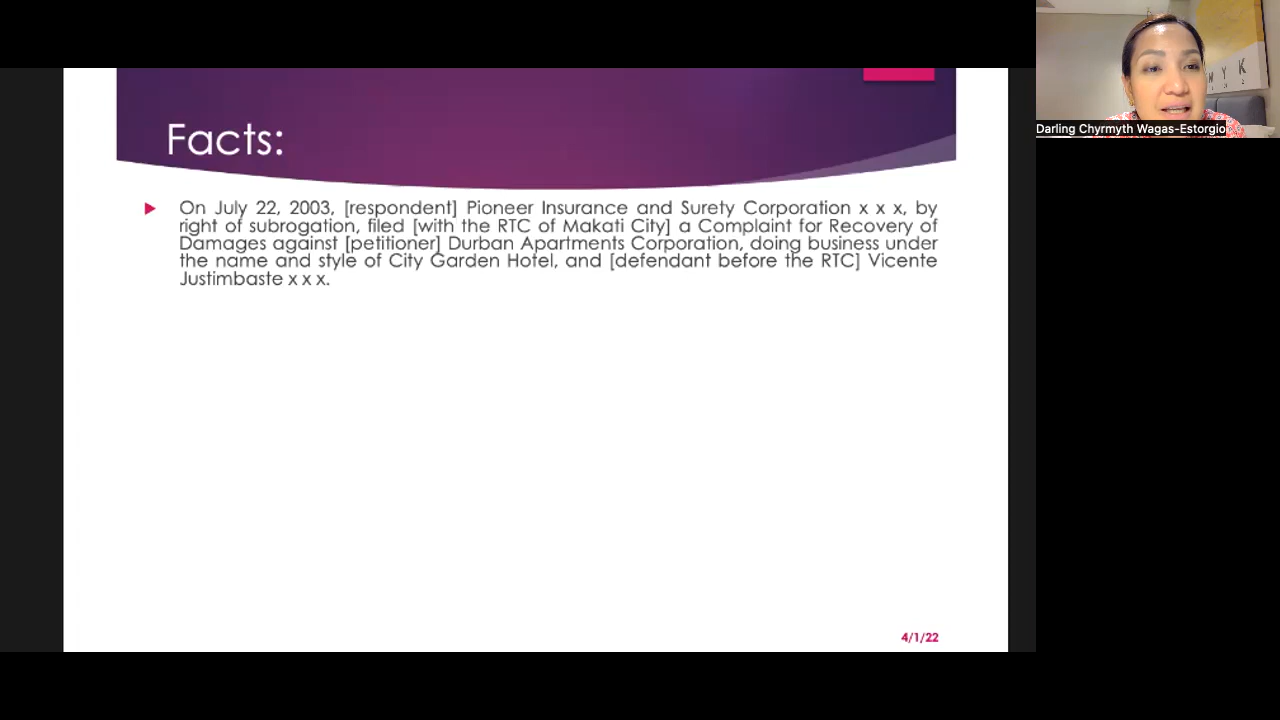 Facts:
On July 22, 2003, [respondent] Pioneer Insurance and Surety Corporation x x x, by
right of subrogation, filed [with the RTC of Makati City] a Complaint for Recovery of
Damages against [petitioner] Durban Apartments Corporation, doing business under
the name and style of City Garden Hotel, and [defendant before the RTC] Vicente
Justimbaste x x x.
4/1/22
Y K
Darling Chyrmyth Wagas-Estorgio